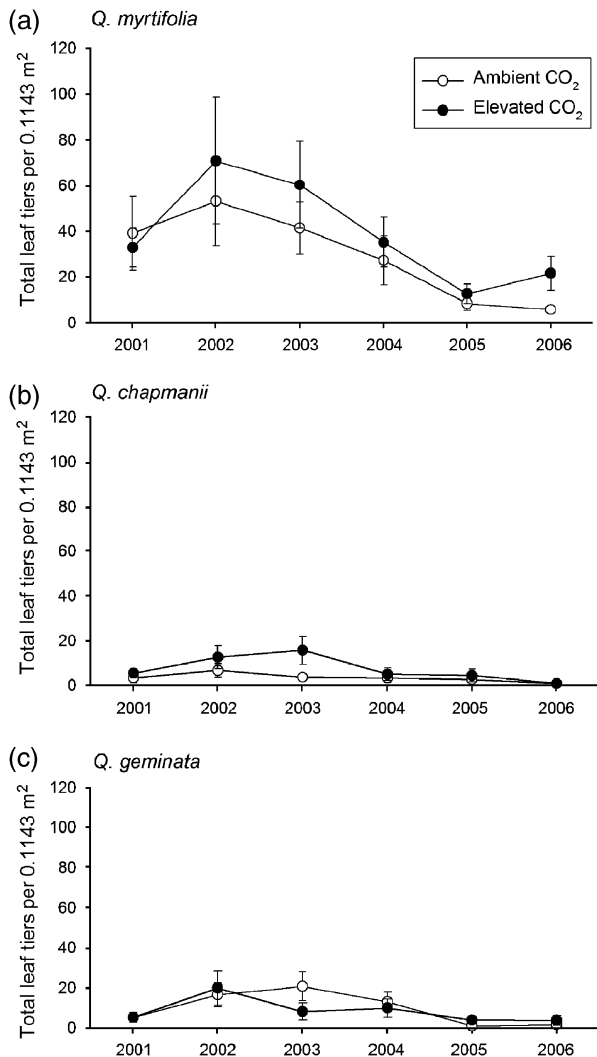 (a) Q. myrtifolia
120
100
80
60
40
20
0
Total leaf tiers per 0.1143 m²
Ambient CO₂
Elevated CO₂
2001 2002 2003 2004 2005 2006
(b) Q. chapmanii
120
100
80
60
40
20
0
Total leaf tiers per 0.1143 m²
2001 2002 2003 2004 2005 2006
(c) Q. geminata
120
100
80
60
40
20
0
Total leaf tiers per 0.1143 m²
2001 2002 2003 2004 2005 2006